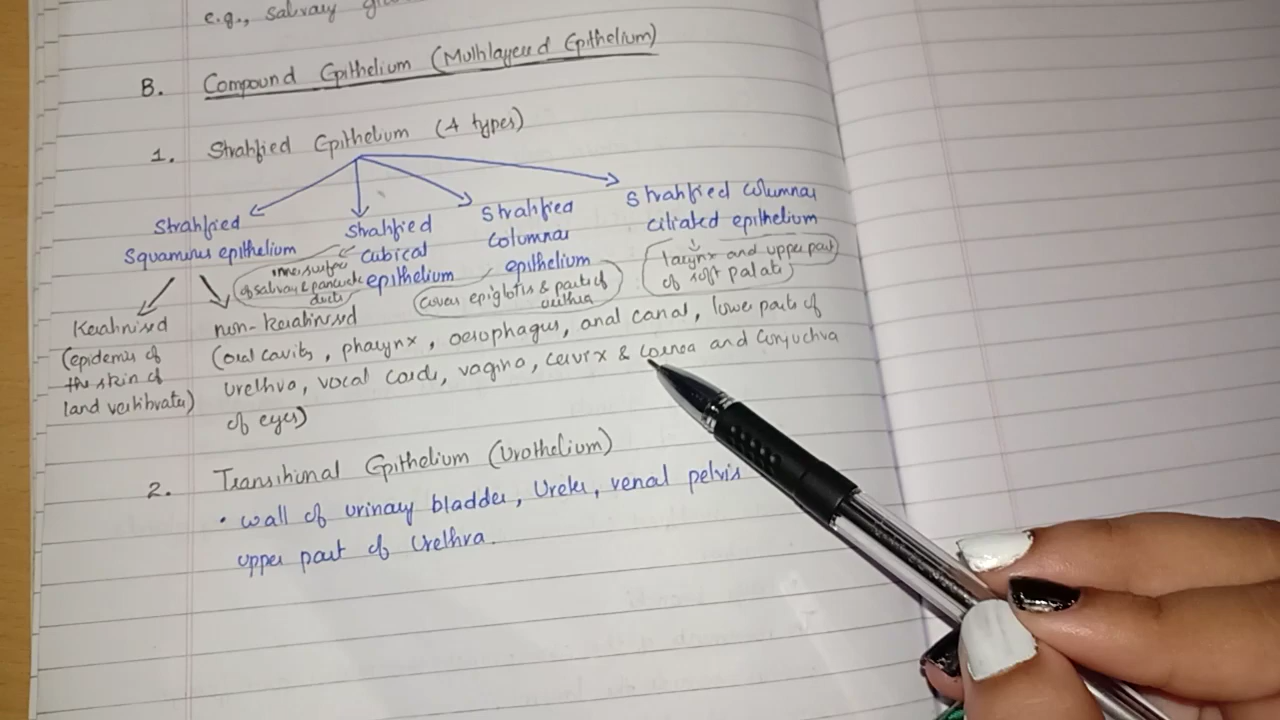 e.g., salivary
B. Compound Epithelium (Multilayered Epithelium)
1. Stratified Epithelium (4 types)
Stratified
Squamous epithelium
Stratified
cubical
epithelium
inner surface
of salivary & pancreatic
ducts
Stratified
Columnar
epithelium
covers epiglottis & parts of
urethra
Stratified columnar
ciliated epithelium
larynx and upper part
of soft palate
Keratinised
(epidermis of
the skin of
land vertibrates)
non-keratinised
(oral cavity, pharynx, oesophagus, anal canal, lower parts of
urethra, vocal cords, vagina, cervix & cornea and conjuctiva
of eyes)
2. Transitional Epithelium (Urothelium)
• wall of urinary bladder, Ureter, renal pelvis
upper part of Urethra.